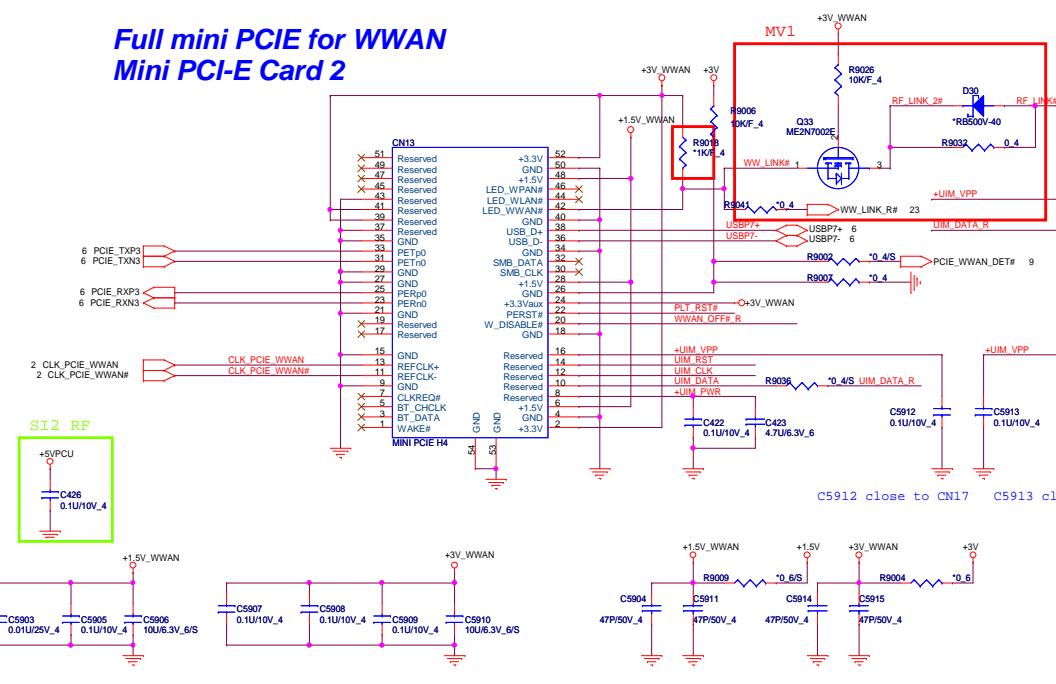 Full mini PCIE for WWAN
Mini PCI-E Card 2
MV1
+3V_WWAN
R9026
10K/F_4
Q33
ME2N7002E
2
1
3
WW_LINK#
RF_LINK_2#
D30
*RB500V-40
RF_LINK#
R9032 0_4
R9041 *0_4
WW_LINK_R# 23
+3V_WWAN +3V
R9006
10K/F_4
R9018
*1K/F_4
+1.5V_WWAN
+UIM_VPP
UIM_DATA_R
USBP7+ USBP7+ 6
USBP7- USBP7- 6
R9002 *0_4/S PCIE_WWAN_DET# 9
R9007 *0_4
+3V_WWAN
CN13
51 Reserved +3.3V 52
49 Reserved GND 50
47 Reserved +1.5V 48
45 Reserved LED_WPAN# 46
43 Reserved LED_WLAN# 44
41 Reserved LED_WWAN# 42
39 Reserved GND 40
37 Reserved USB_D+ 38
35 GND USB_D- 36
33 PETp0 GND 34
31 PETn0 SMB_DATA 32
29 GND SMB_CLK 30
27 GND +1.5V 28
25 PERp0 GND 26
23 PERn0 +3.3Vaux 24
21 GND PERST# 22
19 Reserved W_DISABLE# 20
17 Reserved GND 18
15 GND Reserved 16
13 REFCLK+ Reserved 14
11 REFCLK- Reserved 12
9 GND Reserved 10
7 CLKREQ# Reserved 8
5 BT_CHCLK +1.5V 6
3 BT_DATA GND 4
1 WAKE# +3.3V 2
GND GND
54 53
MINI PCIE H4
6 PCIE_TXP3
6 PCIE_TXN3
6 PCIE_RXP3
6 PCIE_RXN3
2 CLK_PCIE_WWAN CLK_PCIE_WWAN
2 CLK_PCIE_WWAN# CLK_PCIE_WWAN#
PLT_RST#
WWAN_OFF#_R
+UIM_VPP
UIM_RST
UIM_CLK
UIM_DATA R9036 *0_4/S UIM_DATA_R
+UIM_PWR
C422
0.1U/10V_4
C423
4.7U/6.3V_6
C5912
0.1U/10V_4
+UIM_VPP
C5913
0.1U/10V_4
C5912 close to CN17 C5913 cl
SI2 RF
+5VPCU
C426
0.1U/10V_4
+1.5V_WWAN
C5903
0.01U/25V_4
C5905
0.1U/10V_4
C5906
10U/6.3V_6/S
+3V_WWAN
C5907
0.1U/10V_4
C5908
0.1U/10V_4
C5909
0.1U/10V_4
C5910
10U/6.3V_6/S
+1.5V_WWAN +1.5V
R9009 *0_6/S
C5904
47P/50V_4
C5911
47P/50V_4
+3V_WWAN +3V
R9004 *0_6
C5914
47P/50V_4
C5915
47P/50V_4